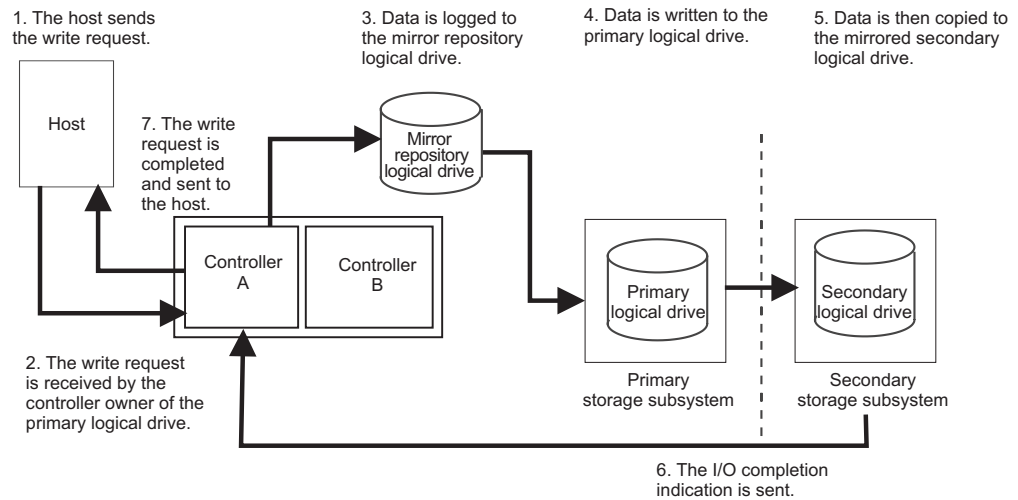 1. The host sends
the write request.
3. Data is logged to
the mirror repository
logical drive.
4. Data is written to the
primary logical drive.
5. Data is then copied to
the mirrored secondary
logical drive.
Host
7. The write
request is
completed
and sent to
the host.
Mirror
repository
logical drive
Controller
A
Controller
B
Primary
logical drive
Secondary
logical drive
2. The write request
is received by the
controller owner of the
primary logical drive.
Primary
storage subsystem
Secondary
storage subsystem
6. The I/O completion
indication is sent.